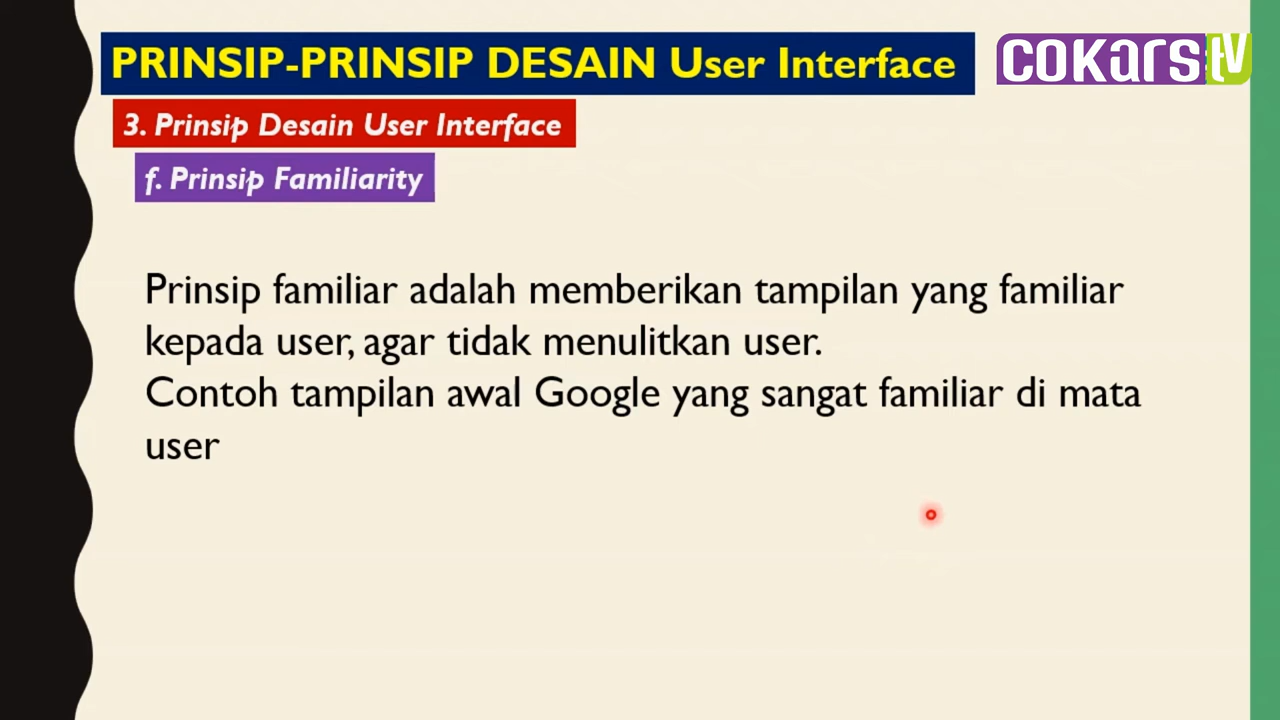 PRINSIP-PRINSIP DESAIN User Interface
cokarstv
3. Prinsip Desain User Interface
f. Prinsip Familiarity
Prinsip familiar adalah memberikan tampilan yang familiar
kepada user, agar tidak menulitkan user.
Contoh tampilan awal Google yang sangat familiar di mata
user